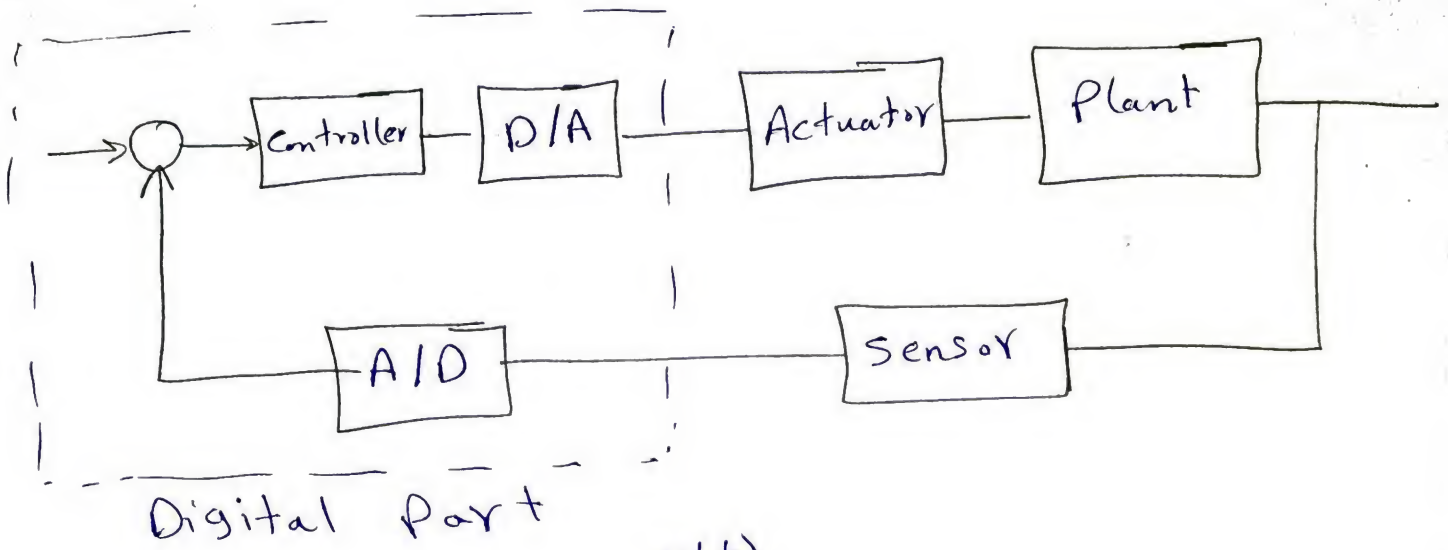 Controller
D/A
Actuator
Plant
A/D
Sensor
Digital Part